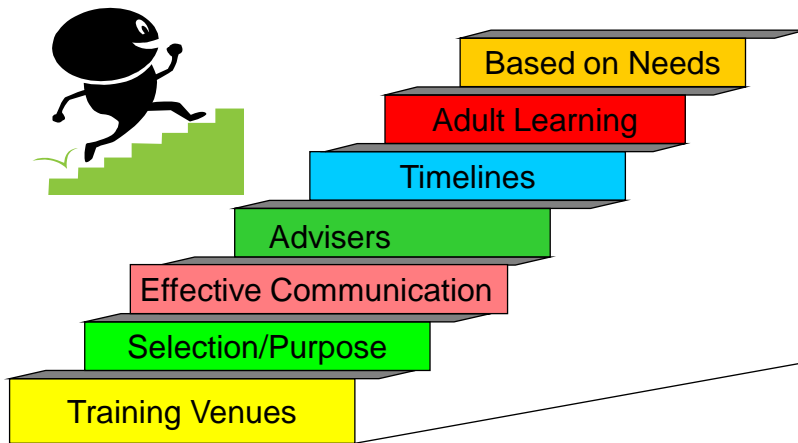 Based on Needs
Adult Learning
Timelines
Advisers
Effective Communication
Selection/Purpose
Training Venues